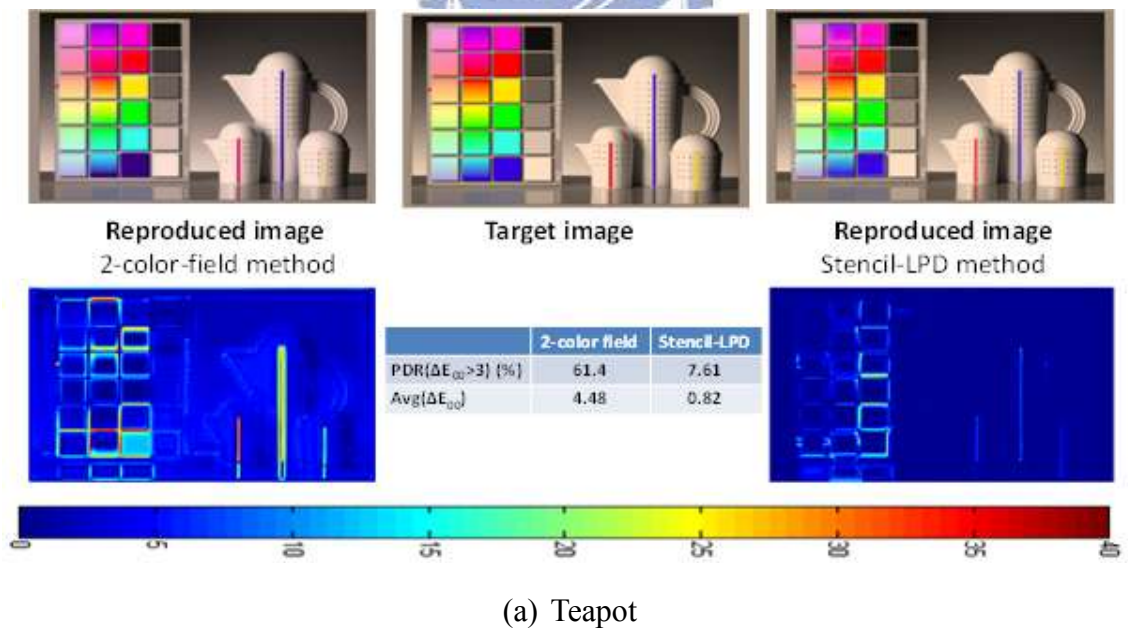 Reproduced image
2-color-field method
Target image
Reproduced image
Stencil-LPD method
2-color field Stencil-LPD
PDR(ΔE₀₀>3) (%) 61.4 7.61
Avg(ΔE₀₀) 4.48 0.82
0 5 10 15 20 25 30 35 40
(a) Teapot